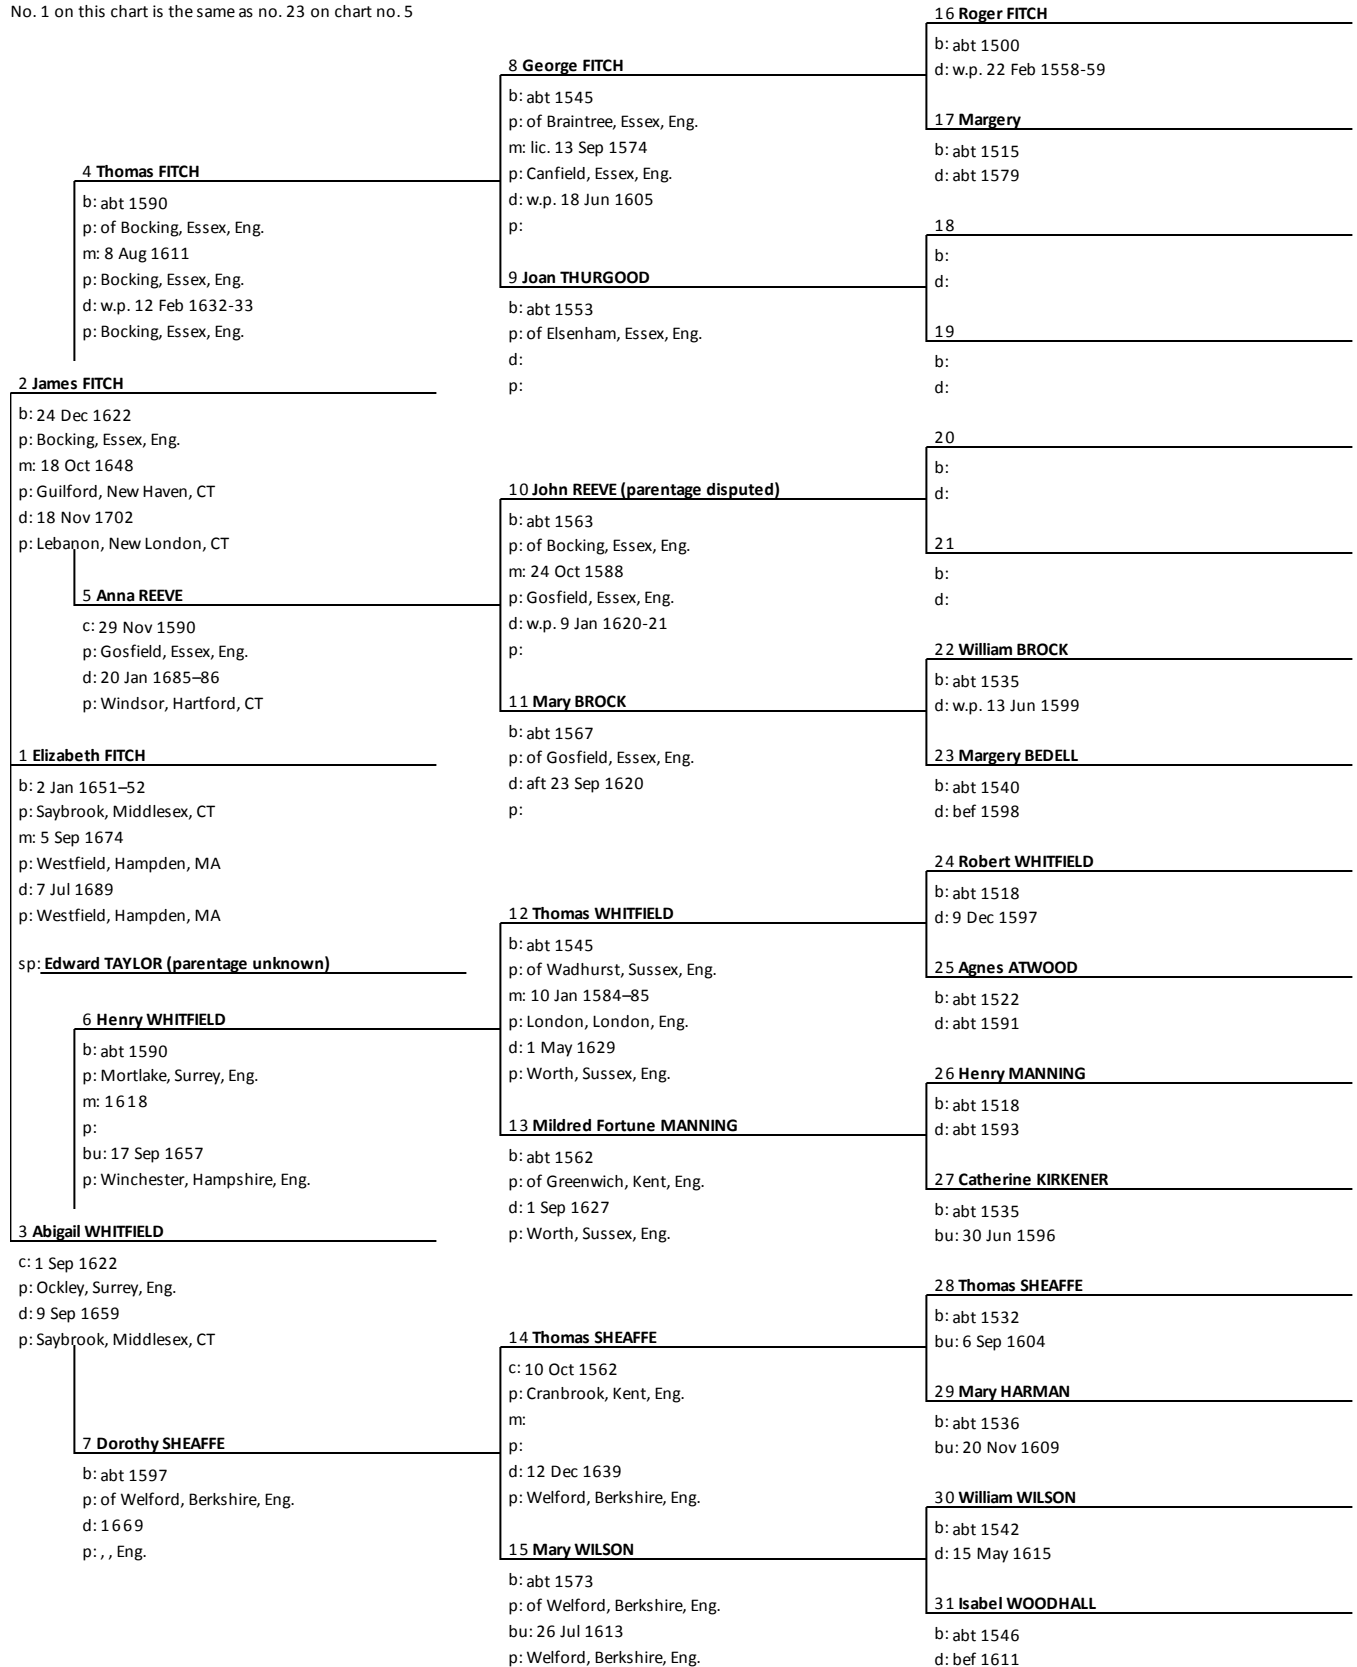 No. 1 on this chart is the same as no. 23 on chart no. 5
16 Roger FITCH
b: abt 1500
d: w.p. 22 Feb 1558-59
8 George FITCH
b: abt 1545
p: of Braintree, Essex, Eng.
m: lic. 13 Sep 1574
p: Canfield, Essex, Eng.
d: w.p. 18 Jun 1605
p:
17 Margery
b: abt 1515
d: abt 1579
4 Thomas FITCH
b: abt 1590
p: of Bocking, Essex, Eng.
m: 8 Aug 1611
p: Bocking, Essex, Eng.
d: w.p. 12 Feb 1632-33
p: Bocking, Essex, Eng.
18
b:
d:
9 Joan THURGOOD
b: abt 1553
p: of Elsenham, Essex, Eng.
d:
p:
19
b:
d:
2 James FITCH
b: 24 Dec 1622
p: Bocking, Essex, Eng.
m: 18 Oct 1648
p: Guilford, New Haven, CT
d: 18 Nov 1702
p: Lebanon, New London, CT
20
b:
d:
10 John REEVE (parentage disputed)
b: abt 1563
p: of Bocking, Essex, Eng.
m: 24 Oct 1588
p: Gosfield, Essex, Eng.
d: w.p. 9 Jan 1620-21
p:
21
b:
d:
5 Anna REEVE
c: 29 Nov 1590
p: Gosfield, Essex, Eng.
d: 20 Jan 1685–86
p: Windsor, Hartford, CT
22 William BROCK
b: abt 1535
d: w.p. 13 Jun 1599
11 Mary BROCK
b: abt 1567
p: of Gosfield, Essex, Eng.
d: aft 23 Sep 1620
p:
23 Margery BEDELL
b: abt 1540
d: bef 1598
1 Elizabeth FITCH
b: 2 Jan 1651–52
p: Saybrook, Middlesex, CT
m: 5 Sep 1674
p: Westfield, Hampden, MA
d: 7 Jul 1689
p: Westfield, Hampden, MA
sp: Edward TAYLOR (parentage unknown)
24 Robert WHITFIELD
b: abt 1518
d: 9 Dec 1597
12 Thomas WHITFIELD
b: abt 1545
p: of Wadhurst, Sussex, Eng.
m: 10 Jan 1584–85
p: London, London, Eng.
d: 1 May 1629
p: Worth, Sussex, Eng.
25 Agnes ATWOOD
b: abt 1522
d: abt 1591
6 Henry WHITFIELD
b: abt 1590
p: Mortlake, Surrey, Eng.
m: 1618
p:
bu: 17 Sep 1657
p: Winchester, Hampshire, Eng.
26 Henry MANNING
b: abt 1518
d: abt 1593
13 Mildred Fortune MANNING
b: abt 1562
p: of Greenwich, Kent, Eng.
d: 1 Sep 1627
p: Worth, Sussex, Eng.
27 Catherine KIRKENER
b: abt 1535
bu: 30 Jun 1596
3 Abigail WHITFIELD
c: 1 Sep 1622
p: Ockley, Surrey, Eng.
d: 9 Sep 1659
p: Saybrook, Middlesex, CT
28 Thomas SHEAFFE
b: abt 1532
bu: 6 Sep 1604
14 Thomas SHEAFFE
c: 10 Oct 1562
p: Cranbrook, Kent, Eng.
m:
p:
d: 12 Dec 1639
p: Welford, Berkshire, Eng.
29 Mary HARMAN
b: abt 1536
bu: 20 Nov 1609
7 Dorothy SHEAFFE
b: abt 1597
p: of Welford, Berkshire, Eng.
d: 1669
p: , , Eng.
30 William WILSON
b: abt 1542
d: 15 May 1615
15 Mary WILSON
b: abt 1573
p: of Welford, Berkshire, Eng.
bu: 26 Jul 1613
p: Welford, Berkshire, Eng.
31 Isabel WOODHALL
b: abt 1546
d: bef 1611